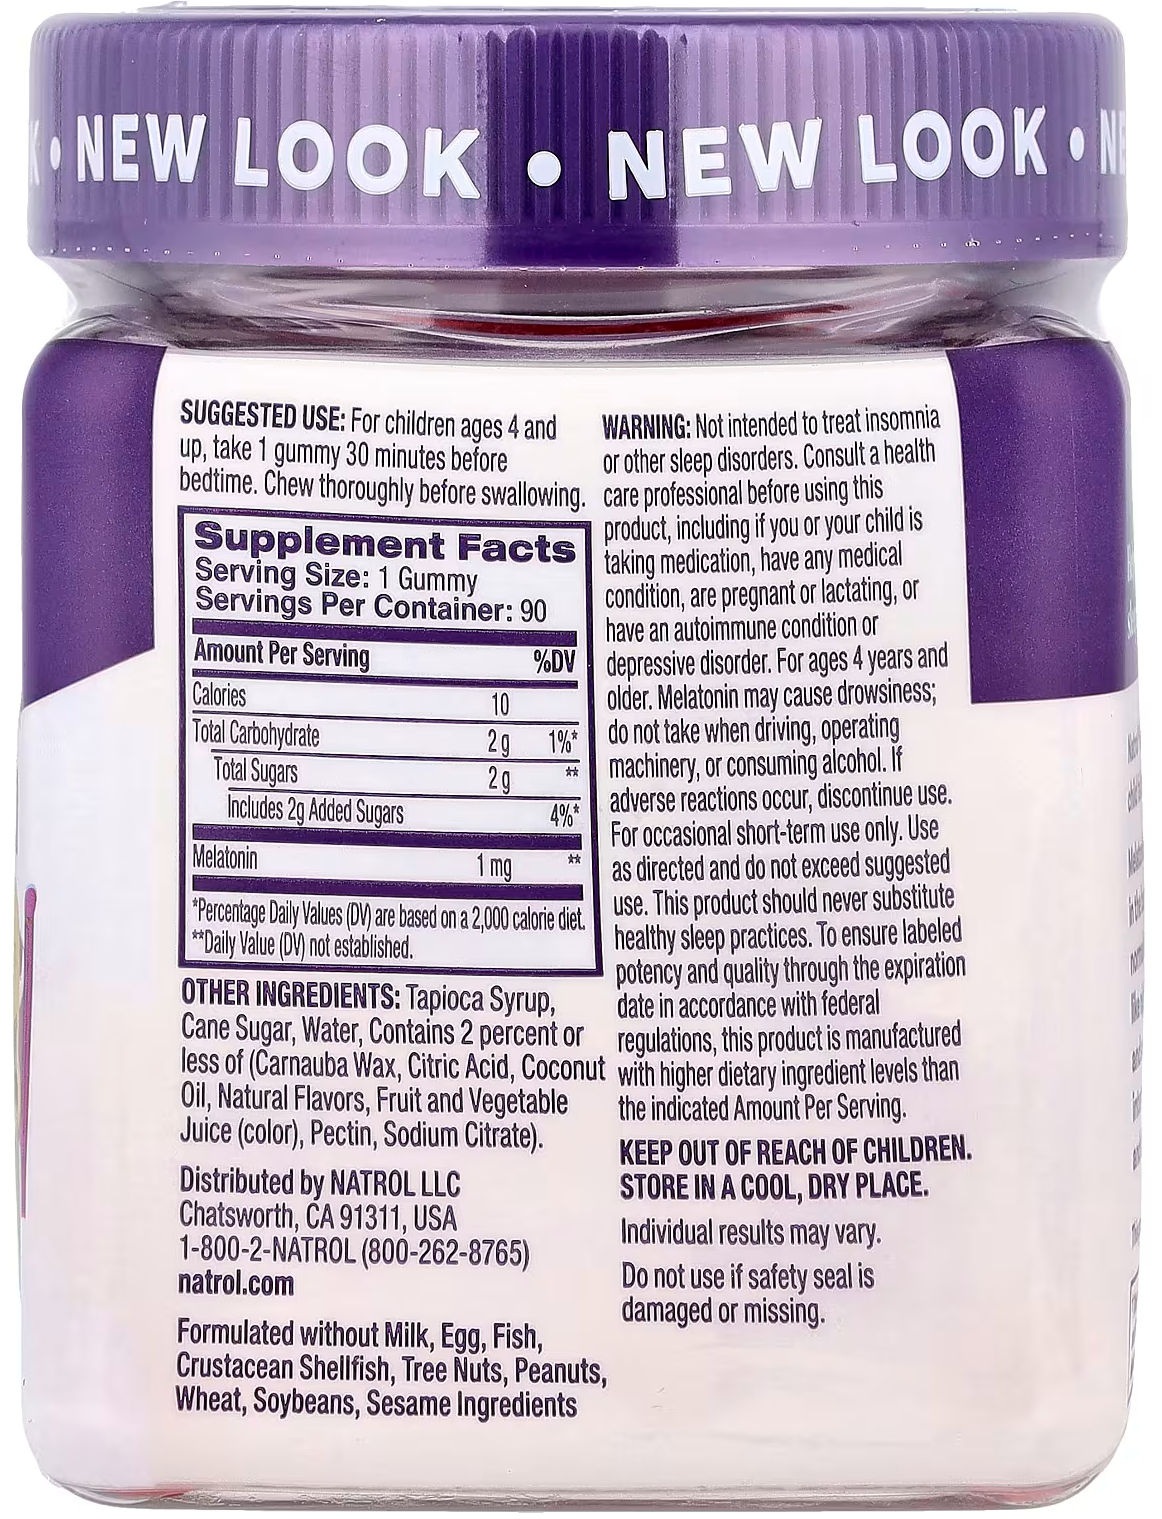 NEW LOOK • NEW LOOK •
SUGGESTED USE: For children ages 4 and
up, take 1 gummy 30 minutes before
bedtime. Chew thoroughly before swallowing.
Supplement Facts
Serving Size: 1 Gummy
Servings Per Container: 90
Amount Per Serving %DV
Calories 10
Total Carbohydrate 2 g 1%*
Total Sugars 2 g **
Includes 2g Added Sugars 4%*
Melatonin 1 mg **
*Percentage Daily Values (DV) are based on a 2,000 calorie diet.
**Daily Value (DV) not established.
OTHER INGREDIENTS: Tapioca Syrup,
Cane Sugar, Water, Contains 2 percent or
less of (Carnauba Wax, Citric Acid, Coconut
Oil, Natural Flavors, Fruit and Vegetable
Juice (color), Pectin, Sodium Citrate).
Distributed by NATROL LLC
Chatsworth, CA 91311, USA
1-800-2-NATROL (800-262-8765)
natrol.com
Formulated without Milk, Egg, Fish,
Crustacean Shellfish, Tree Nuts, Peanuts,
Wheat, Soybeans, Sesame Ingredients
WARNING: Not intended to treat insomnia
or other sleep disorders. Consult a health
care professional before using this
product, including if you or your child is
taking medication, have any medical
condition, are pregnant or lactating, or
have an autoimmune condition or
depressive disorder. For ages 4 years and
older. Melatonin may cause drowsiness;
do not take when driving, operating
machinery, or consuming alcohol. If
adverse reactions occur, discontinue use.
For occasional short-term use only. Use
as directed and do not exceed suggested
use. This product should never substitute
healthy sleep practices. To ensure labeled
potency and quality through the expiration
date in accordance with federal
regulations, this product is manufactured
with higher dietary ingredient levels than
the indicated Amount Per Serving.
KEEP OUT OF REACH OF CHILDREN.
STORE IN A COOL, DRY PLACE.
Individual results may vary.
Do not use if safety seal is
damaged or missing.